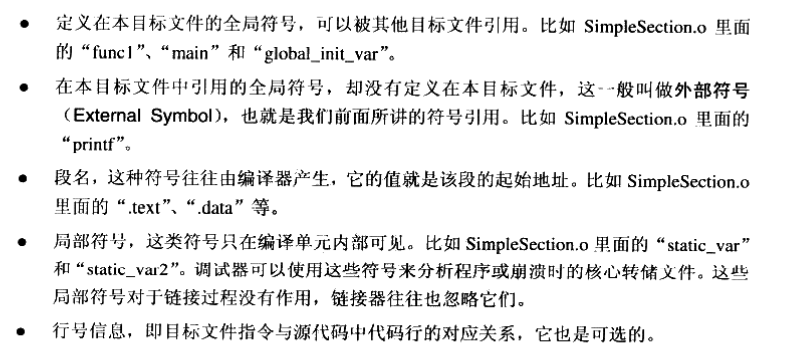 ● 定义在本目标文件的全局符号，可以被其他目标文件引用。比如 SimpleSection.o 里面
的“func1”、“main”和“global_init_var”。
● 在本目标文件中引用的全局符号，却没有定义在本目标文件，这一般叫做外部符号
（External Symbol），也就是我们前面所讲的符号引用。比如 SimpleSection.o 里面的
“printf”。
● 段名，这种符号往往由编译器产生，它的值就是该段的起始地址。比如 SimpleSection.o
里面的“.text”、“.data”等。
● 局部符号，这类符号只在编译单元内部可见。比如 SimpleSection.o 里面的“static_var”
和“static_var2”。调试器可以使用这些符号来分析程序或崩溃时的核心转储文件。这些
局部符号对于链接过程没有作用，链接器往往也忽略它们。
● 行号信息，即目标文件指令与源代码中代码行的对应关系，它也是可选的。